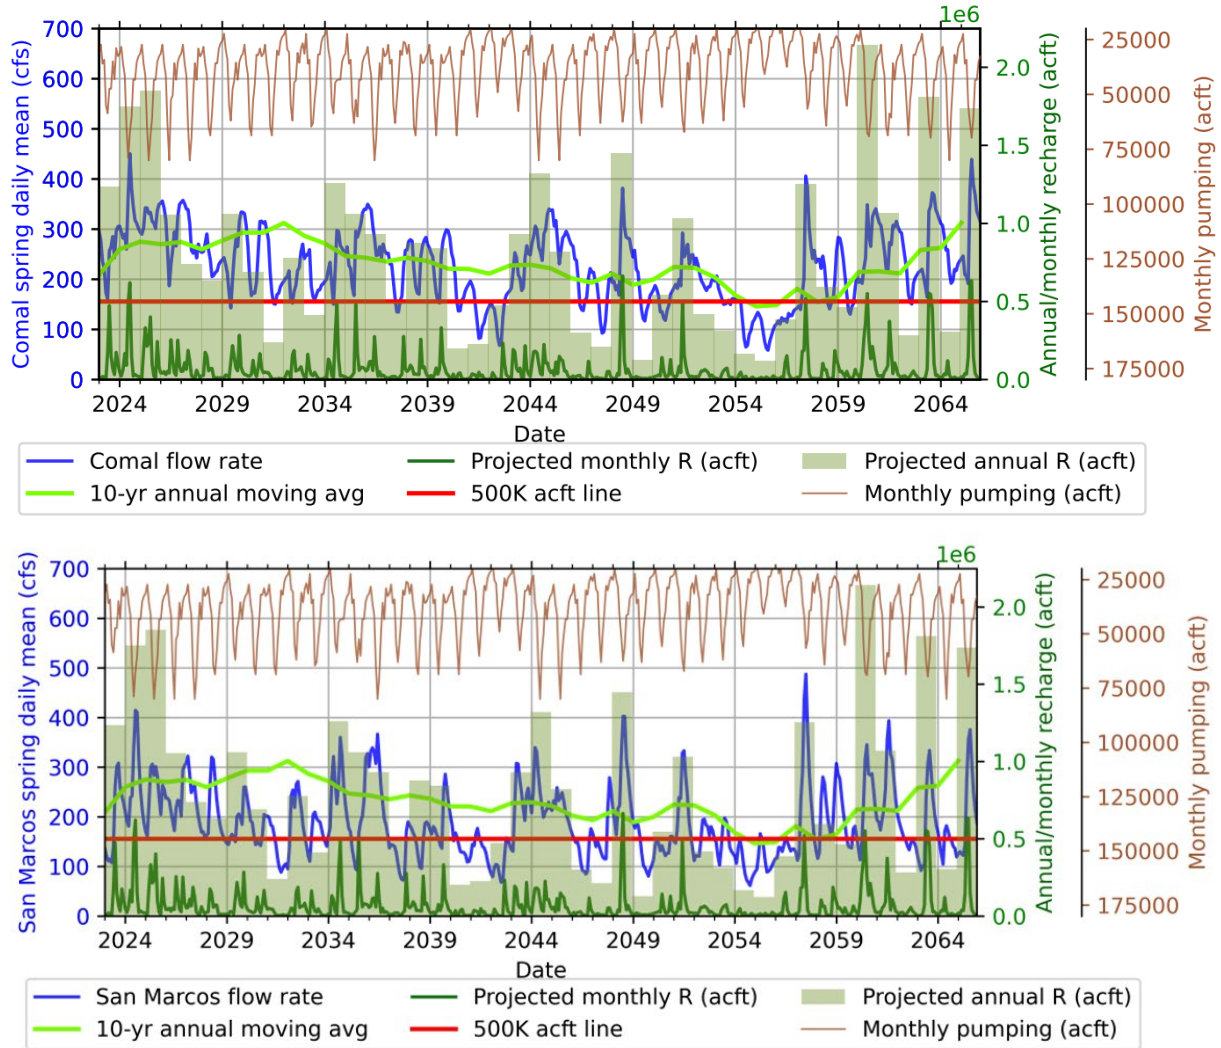 1e6
700
600
500
400
300
200
100
0
Comal spring daily mean (cfs)
2.0
1.5
1.0
0.5
0.0
Annual/monthly recharge (acft)
25000
50000
75000
100000
125000
150000
175000
Monthly pumping (acft)
2024 2029 2034 2039 2044 2049 2054 2059 2064
Date
Comal flow rate Projected monthly R (acft) Projected annual R (acft)
10-yr annual moving avg 500K acft line Monthly pumping (acft)
1e6
700
600
500
400
300
200
100
0
San Marcos spring daily mean (cfs)
2.0
1.5
1.0
0.5
0.0
Annual/monthly recharge (acft)
25000
50000
75000
100000
125000
150000
175000
Monthly pumping (acft)
2024 2029 2034 2039 2044 2049 2054 2059 2064
Date
San Marcos flow rate Projected monthly R (acft) Projected annual R (acft)
10-yr annual moving avg 500K acft line Monthly pumping (acft)